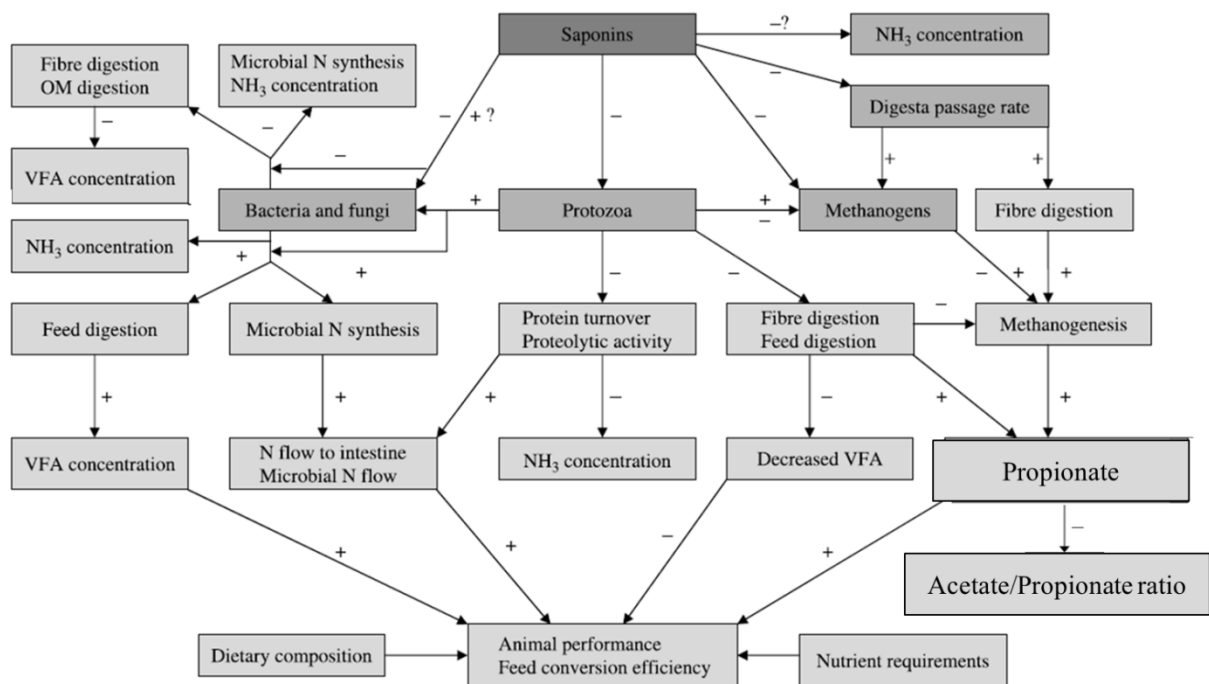 Saponins
–?
NH₃ concentration
Fibre digestion
OM digestion
Microbial N synthesis
NH₃ concentration
–
Digesta passage rate
–
–
–
–
+ ?
–
–
–
+
+
VFA concentration
Bacteria and fungi
+
Protozoa
+
–
Methanogens
Fibre digestion
NH₃ concentration
+
+
–
–
–
+
+
Feed digestion
Microbial N synthesis
Protein turnover
Proteolytic activity
Fibre digestion
Feed digestion
–
Methanogenesis
+
+
+
–
–
+
+
VFA concentration
N flow to intestine
Microbial N flow
NH₃ concentration
Decreased VFA
Propionate
–
+
+
–
+
Acetate/Propionate ratio
Dietary composition
Animal performance
Feed conversion efficiency
Nutrient requirements